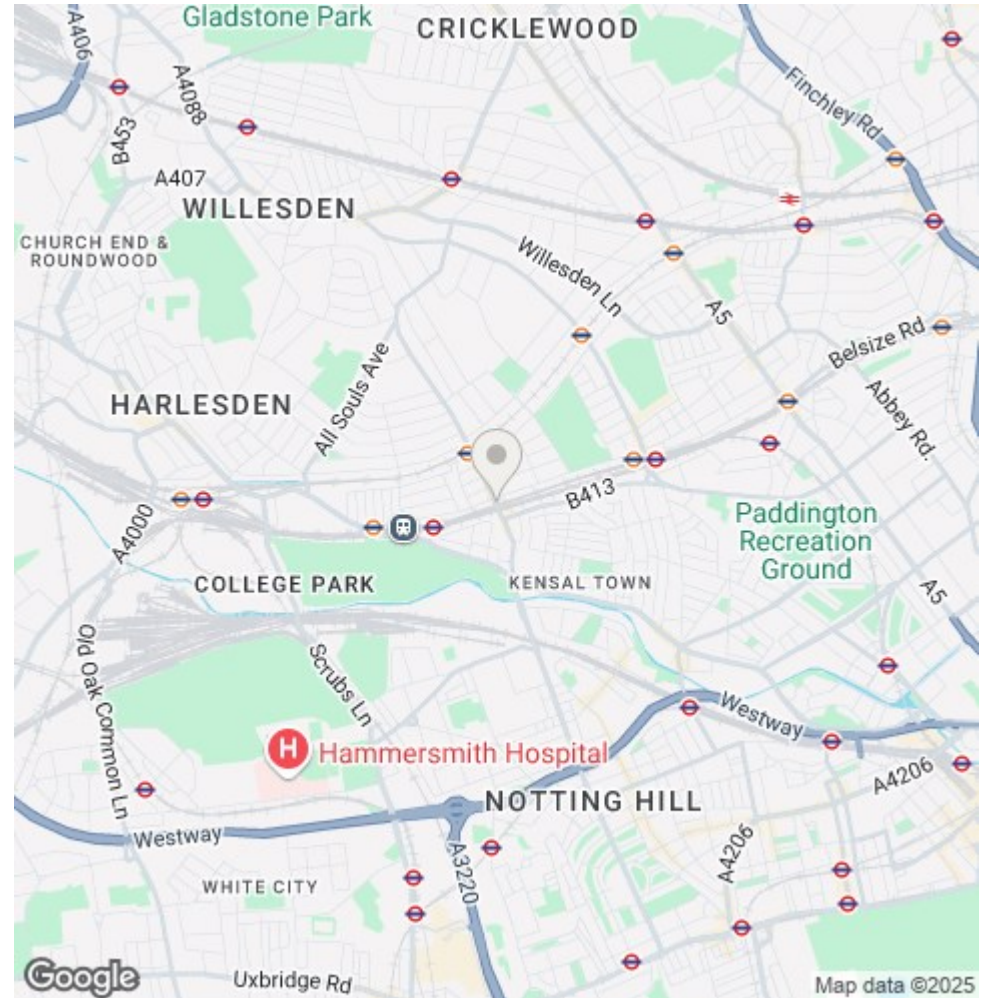 Gladstone Park
CRICKLEWOOD
A406
A4088
B453
Finchley Rd
A407
WILLESDEN
CHURCH END &
ROUNDWOOD
Willesden Ln
A5
Belsize Rd
All Souls Ave
HARLESDEN
Abbey Rd.
B413
A4000
Paddington
Recreation
Ground
COLLEGE PARK
KENSAL TOWN
A5
Old Oak Common Ln
Scrubs Ln
Westway
H
Hammersmith Hospital
A4206
NOTTING HILL
Westway
A3220
A4206
WHITE CITY
Google
Uxbridge Rd
Map data ©2025